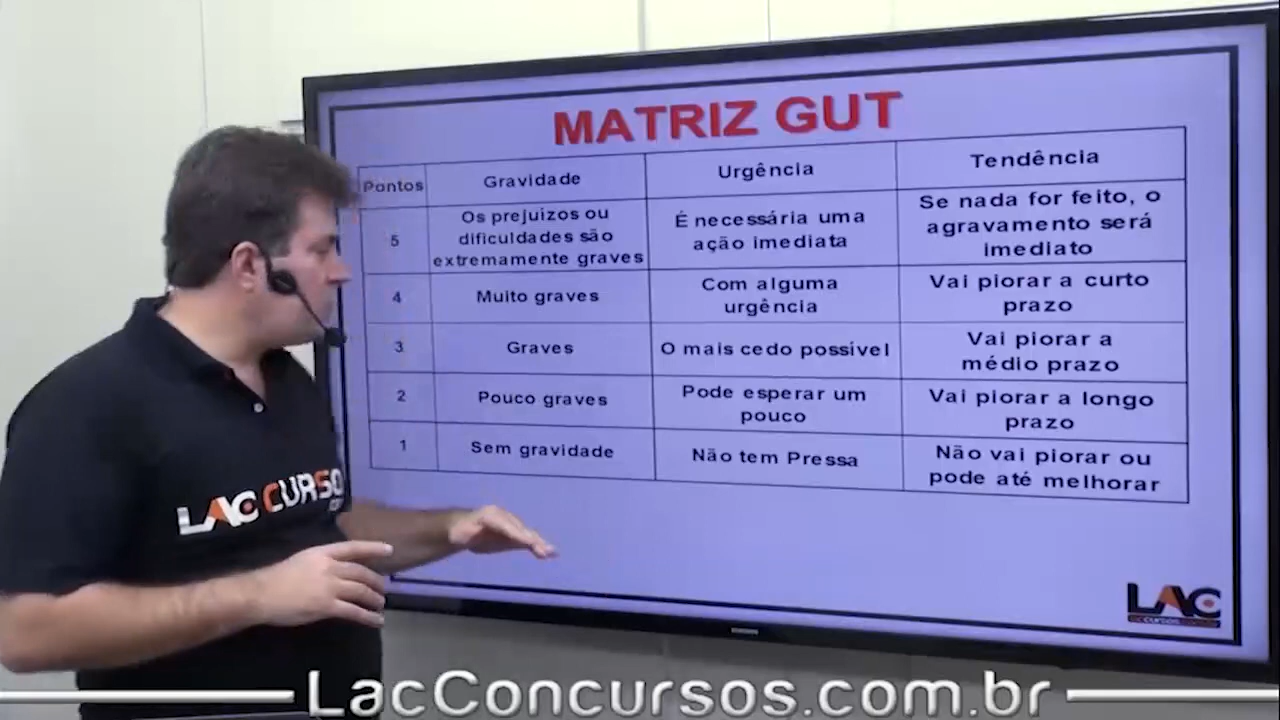 MATRIZ GUT
Pontos
Gravidade
Urgência
Tendência
5
Os prejuizos ou
dificuldades são
extremamente graves
É necessária uma
ação imediata
Se nada for feito, o
agravamento será
imediato
4
Muito graves
Com alguma
urgência
Vai piorar a curto
prazo
3
Graves
O mais cedo possível
Vai piorar a
médio prazo
2
Pouco graves
Pode esperar um
pouco
Vai piorar a longo
prazo
1
Sem gravidade
Não tem Pressa
Não vai piorar ou
pode até melhorar
LAC CURSO
LAC
LacConcursos.com.br